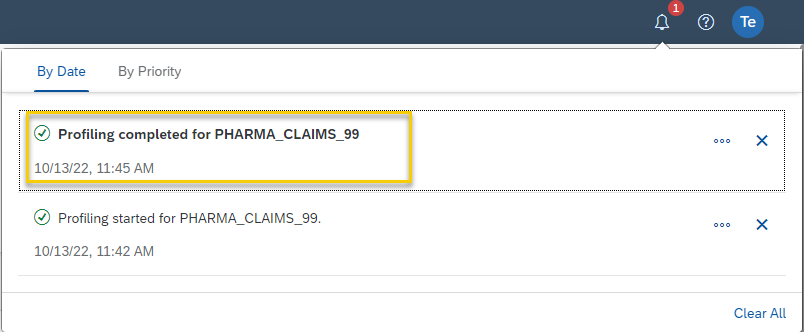 1
Te
By Date
By Priority
Profiling completed for PHARMA_CLAIMS_99
10/13/22, 11:45 AM
Profiling started for PHARMA_CLAIMS_99.
10/13/22, 11:42 AM
Clear All